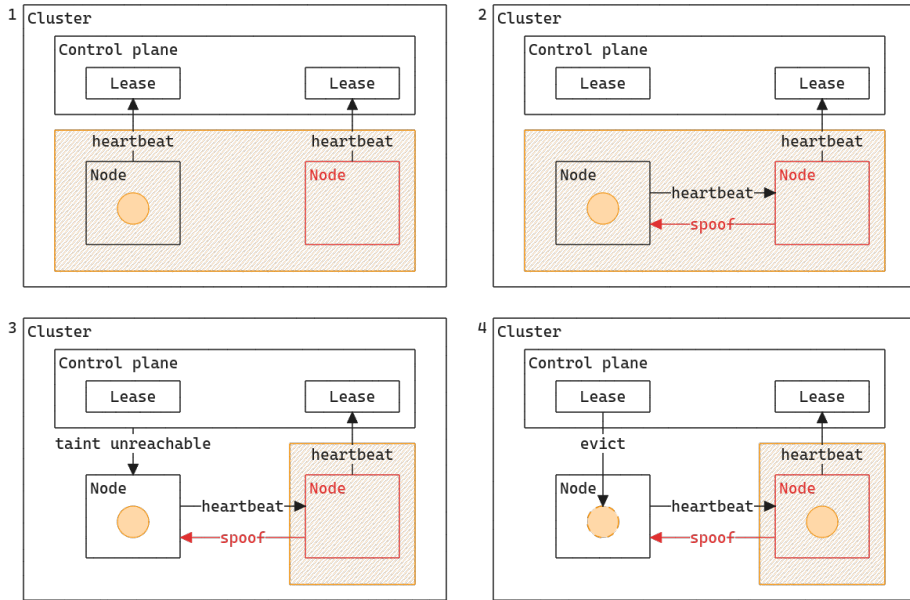 1
Cluster
Control plane
Lease Lease
heartbeat heartbeat
Node Node
2
Cluster
Control plane
Lease Lease
heartbeat
Node Node
heartbeat
spoof
3
Cluster
Control plane
Lease Lease
taint unreachable
heartbeat
Node Node
heartbeat
spoof
4
Cluster
Control plane
Lease Lease
evict
heartbeat
Node Node
heartbeat
spoof